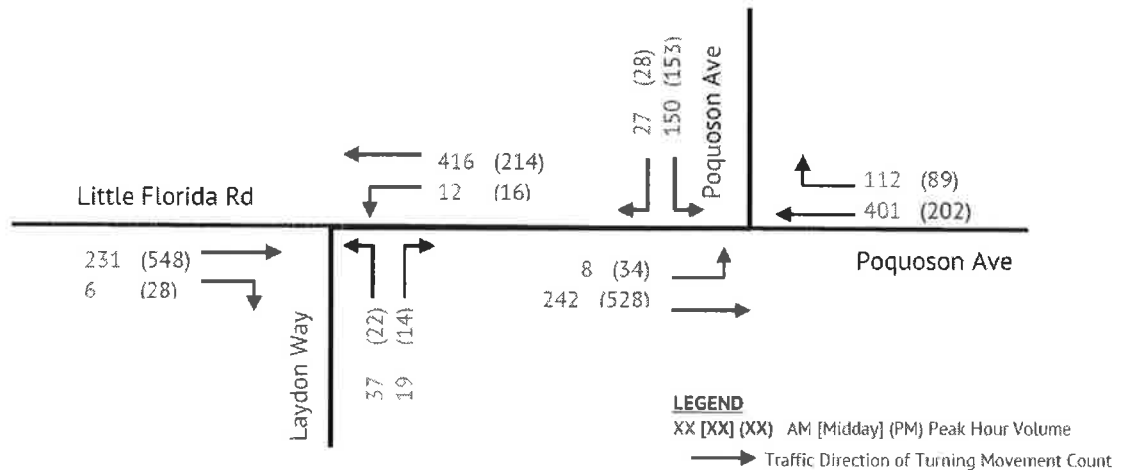 27 (28)
150 (153)
Poquoson Ave
416 (214)
12 (16)
112 (89)
401 (202)
Little Florida Rd
231 (548)
6 (28)
8 (34)
242 (528)
Poquoson Ave
Laydon Way
37 (22)
19 (14)
LEGEND
XX [XX] (XX) AM [Midday] (PM) Peak Hour Volume
Traffic Direction of Turning Movement Count